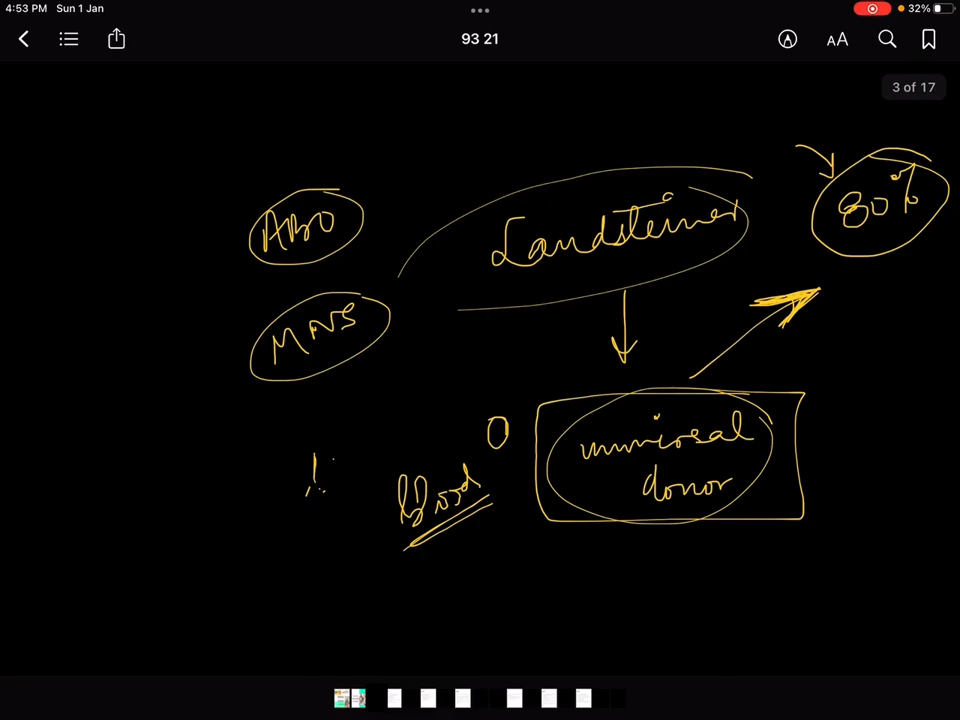 4:53 PM Sun 1 Jan
32%
93 21
AA
3 of 17
80%
ABO
Landsteiner
MNS
O
universal
donor
Blood